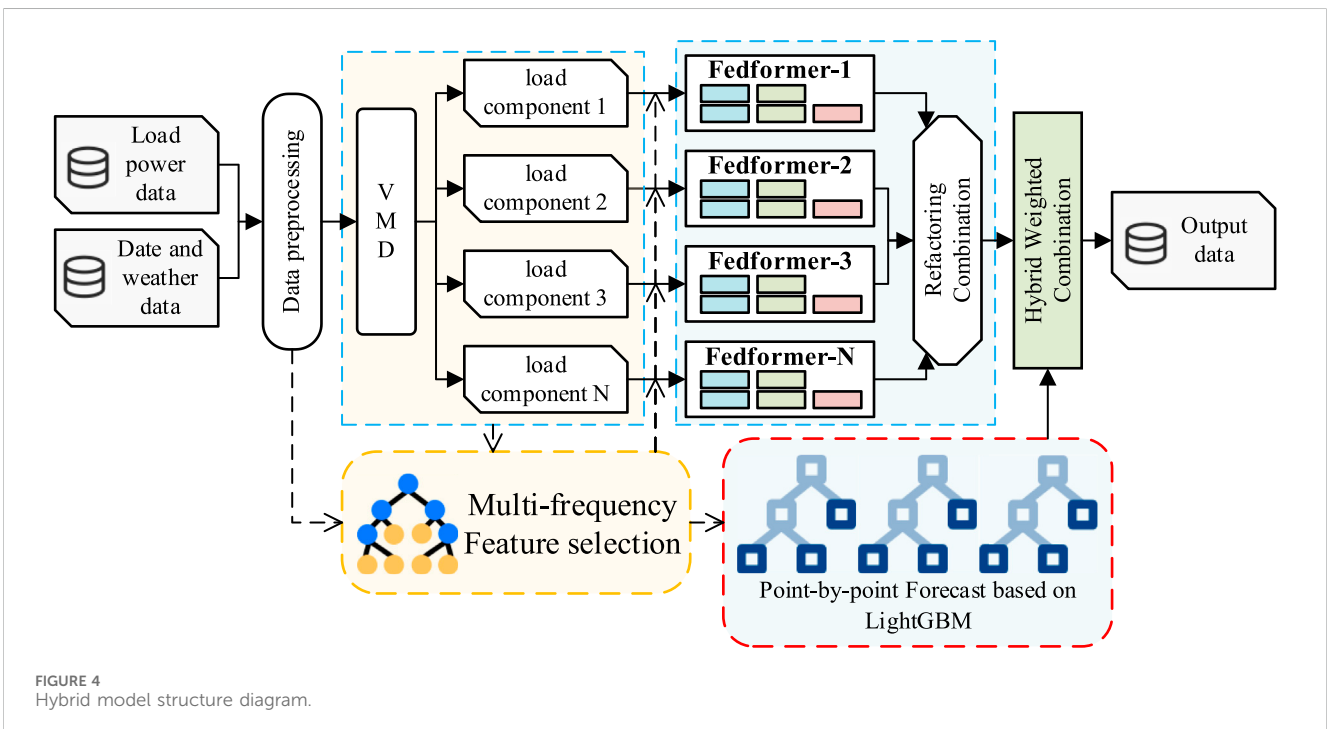 Load
power
data
Date and
weather
data
Data preprocessing
V
M
D
load
component 1
load
component 2
load
component 3
load
component N
Fedformer-1
Fedformer-2
Fedformer-3
Fedformer-N
Refactoring
Combination
Hybrid Weighted
Combination
Output
data
Multi-frequency
Feature selection
Point-by-point Forecast based on
LightGBM
FIGURE 4
Hybrid model structure diagram.